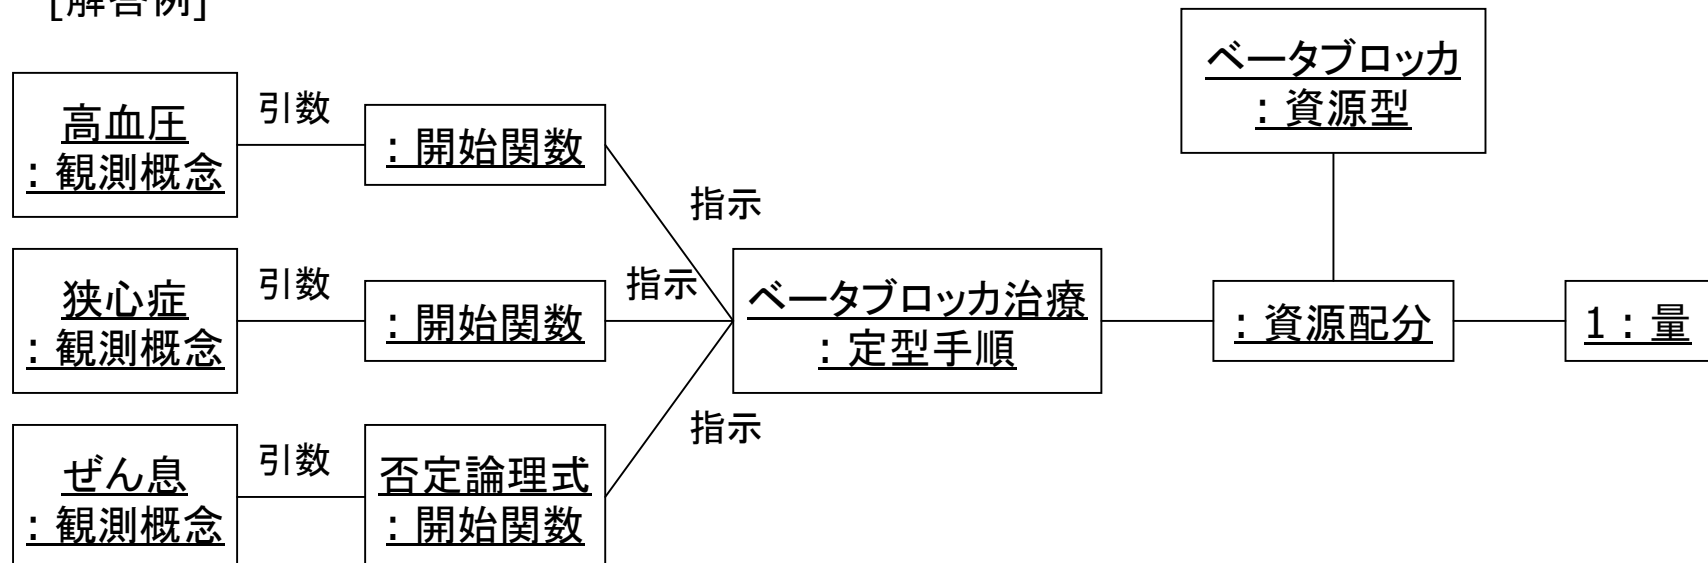 [解答例]
ベータブロッカ
：資源型
高血圧
：観測概念
引数
：開始関数
指示
狭心症
：観測概念
引数
：開始関数
指示
ベータブロッカ治療
：定型手順
：資源配分
1：量
ぜん息
：観測概念
引数
否定論理式
：開始関数
指示